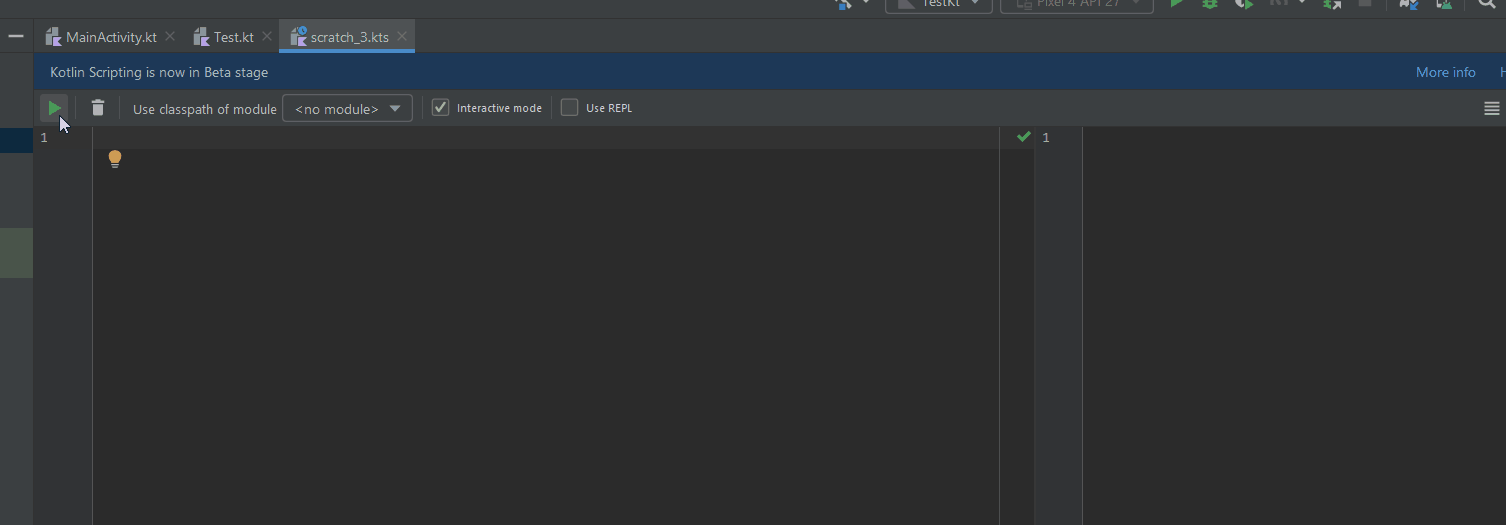 TestKt
Pixel 4 API 27
MainActivity.kt
Test.kt
scratch_3.kts
Kotlin Scripting is now in Beta stage
More info
H
Use classpath of module
<no module>
Interactive mode
Use REPL
1
1